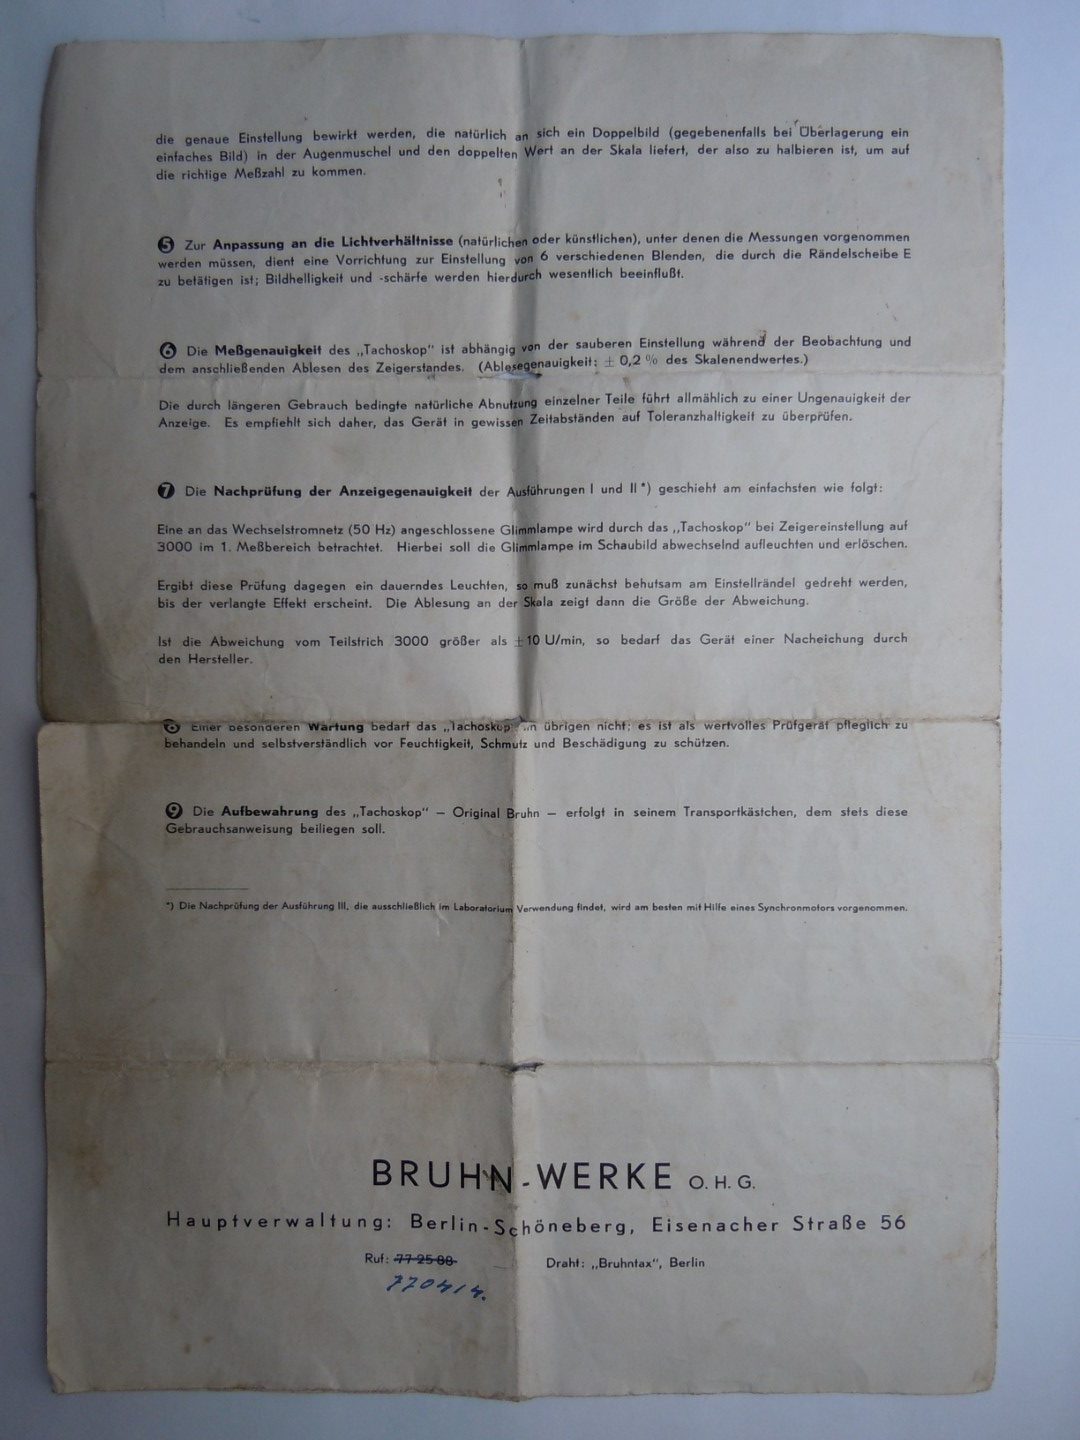 die genaue Einstellung bewirkt werden, die natürlich an sich ein Doppelbild (gegebenenfalls bei Überlagerung ein
einfaches Bild) in der Augenmuschel und den doppelten Wert an der Skala liefert, der also zu halbieren ist, um auf
die richtige Meßzahl zu kommen.
5 Zur Anpassung an die Lichtverhältnisse (natürlichen oder künstlichen), unter denen die Messungen vorgenommen
werden müssen, dient eine Vorrichtung zur Einstellung von 6 verschiedenen Blenden, die durch die Rändelscheibe E
zu betätigen ist; Bildhelligkeit und -schärfe werden hierdurch wesentlich beeinflußt.
6 Die Meßgenauigkeit des „Tachoskop" ist abhängig von der sauberen Einstellung während der Beobachtung und
dem anschließenden Ablesen des Zeigerstandes. (Ablesegenauigkeit: ± 0,2 % des Skalenendwertes.)
Die durch längeren Gebrauch bedingte natürliche Abnutzung einzelner Teile führt allmählich zu einer Ungenauigkeit der
Anzeige. Es empfiehlt sich daher, das Gerät in gewissen Zeitabständen auf Toleranzhaltigkeit zu überprüfen.
7 Die Nachprüfung der Anzeigegenauigkeit der Ausführungen I und II*) geschieht am einfachsten wie folgt:
Eine an das Wechselstromnetz (50 Hz) angeschlossene Glimmlampe wird durch das „Tachoskop" bei Zeigereinstellung auf
3000 im 1. Meßbereich betrachtet. Hierbei soll die Glimmlampe im Schaubild abwechselnd aufleuchten und erlöschen.
Ergibt diese Prüfung dagegen ein dauerndes Leuchten, so muß zunächst behutsam am Einstellrändel gedreht werden,
bis der verlangte Effekt erscheint. Die Ablesung an der Skala zeigt dann die Größe der Abweichung.
Ist die Abweichung vom Teilstrich 3000 größer als ±10 U/min, so bedarf das Gerät einer Nacheichung durch
den Hersteller.
8 Einer besonderen Wartung bedarf das „Tachoskop" im übrigen nicht; es ist als wertvolles Prüfgerät pfleglich zu
behandeln und selbstverständlich vor Feuchtigkeit, Schmutz und Beschädigung zu schützen.
9 Die Aufbewahrung des „Tachoskop" — Original Bruhn — erfolgt in seinem Transportkästchen, dem stets diese
Gebrauchsanweisung beiliegen soll.
*) Die Nachprüfung der Ausführung III, die ausschließlich im Laboratorium Verwendung findet, wird am besten mit Hilfe eines Synchronmotors vorgenommen.
BRUHN-WERKE O.H.G.
Hauptverwaltung: Berlin-Schöneberg, Eisenacher Straße 56
Ruf: 77 25 88 Draht: „Bruhntax", Berlin
770414.